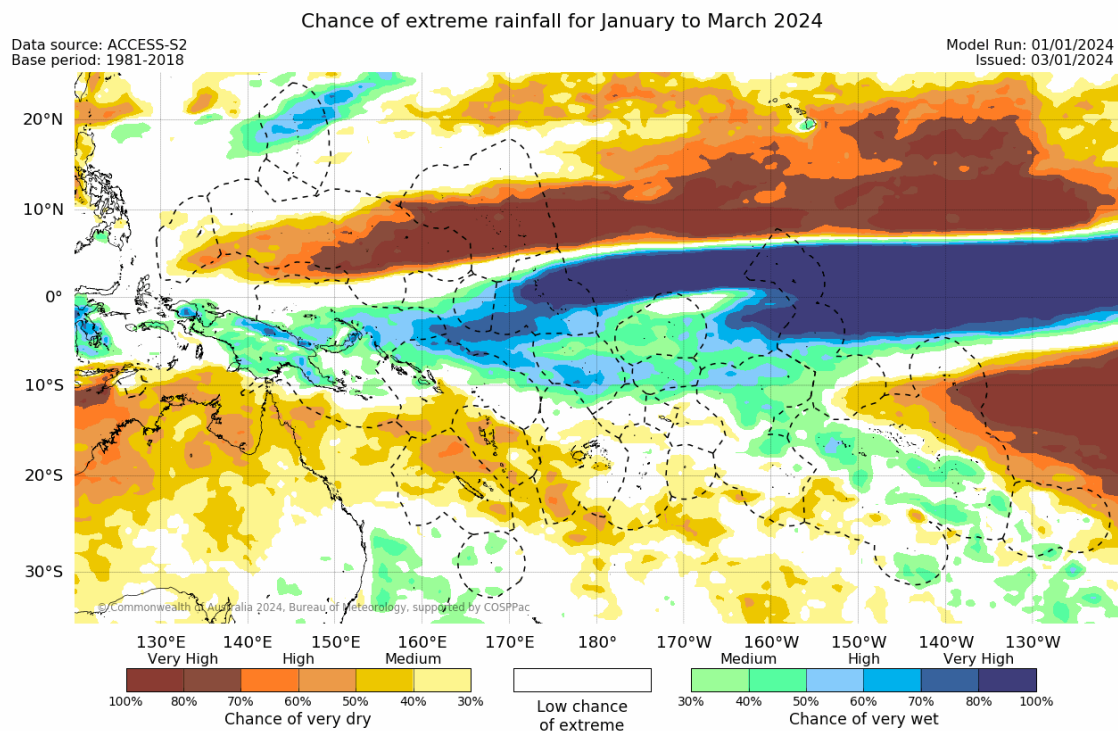 Chance of extreme rainfall for January to March 2024
Data source: ACCESS-S2
Base period: 1981-2018
Model Run: 01/01/2024
Issued: 03/01/2024
20°N
10°N
0°
10°S
20°S
30°S
© Commonwealth of Australia 2024, Bureau of Meteorology, supported by COSPPac
130°E 140°E 150°E 160°E 170°E 180° 170°W 160°W 150°W 140°W 130°W
Very High High Medium
100% 80% 70% 60% 50% 40% 30%
Chance of very dry
Low chance
of extreme
Medium High Very High
30% 40% 50% 60% 70% 80% 100%
Chance of very wet